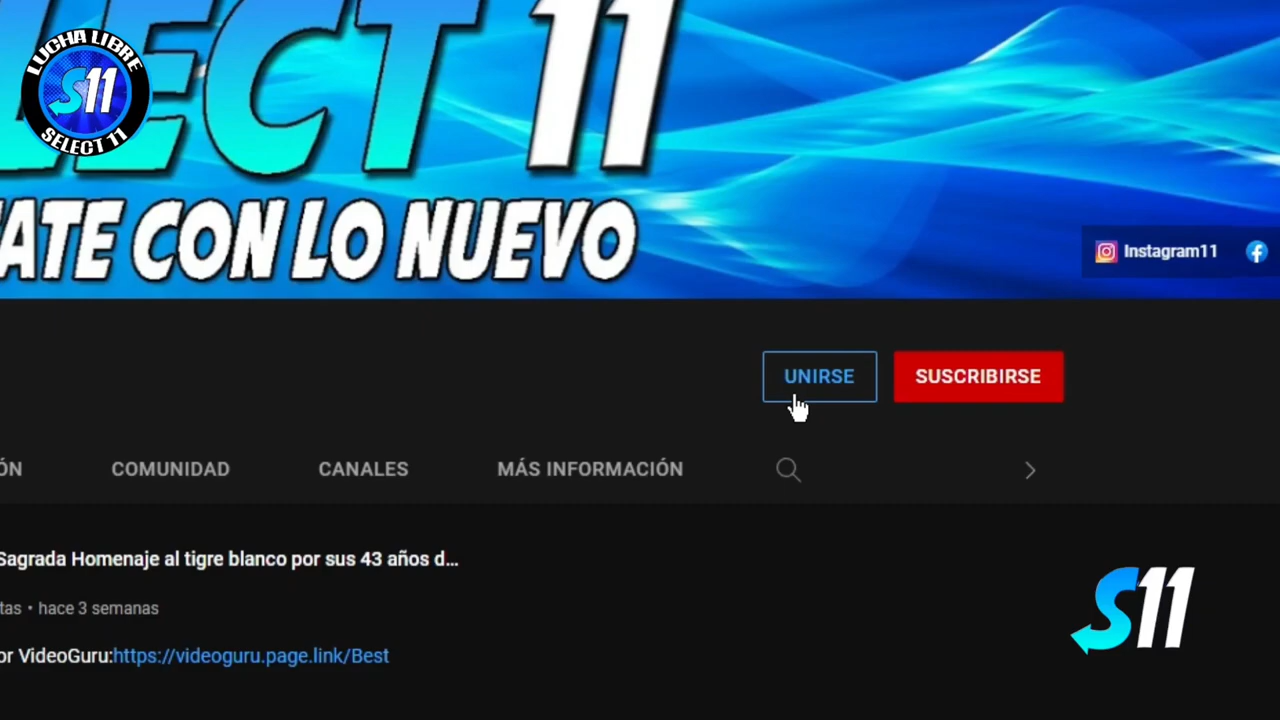 LECT 11
LUCHA LIBRE
S11
SELECT 11
ATE CON LO NUEVO
Instagram11
UNIRSE
SUSCRIBIRSE
ÓN
COMUNIDAD
CANALES
MÁS INFORMACIÓN
Sagrada Homenaje al tigre blanco por sus 43 años d...
tas • hace 3 semanas
or VideoGuru:https://videoguru.page.link/Best
S11